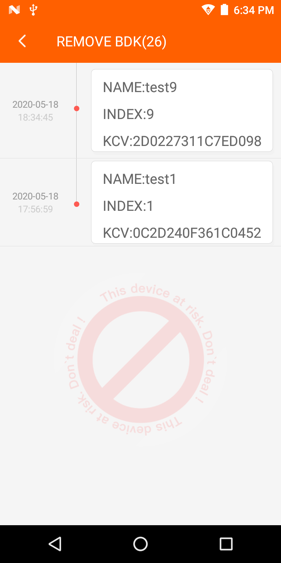 6:34 PM
REMOVE BDK(26)
2020-05-18
18:34:45
NAME:test9
INDEX:9
KCV:2D0227311C7ED098
2020-05-18
17:56:59
NAME:test1
INDEX:1
KCV:0C2D240F361C0452
This device at risk. Don`t deal !
This device at risk. Don`t deal !